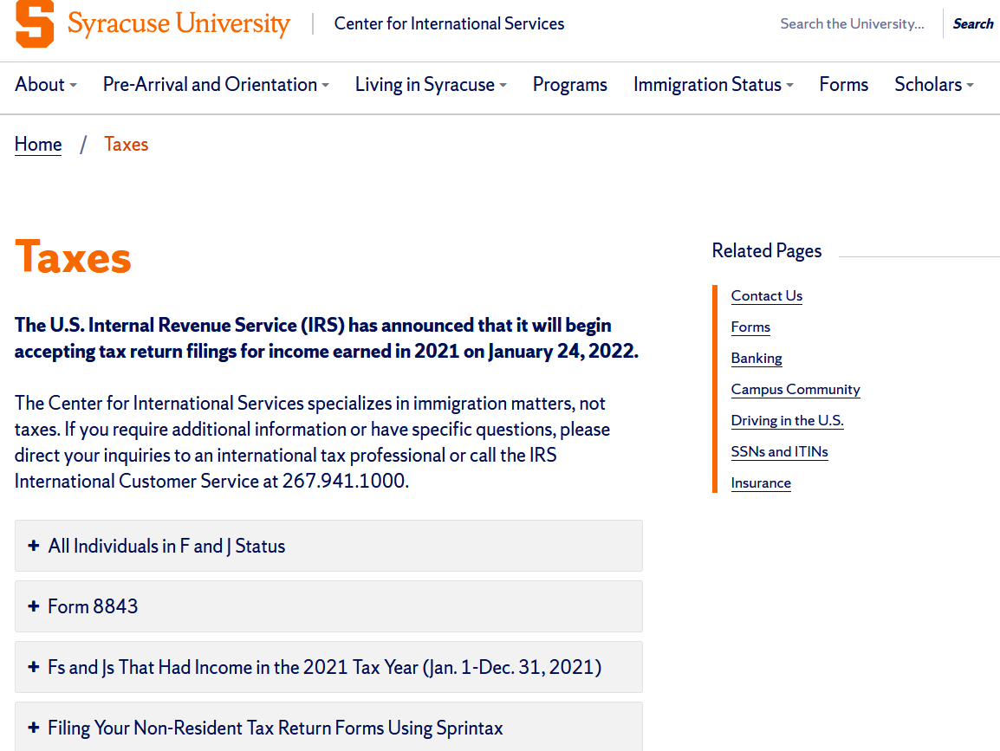 S Syracuse University Center for International Services Search the University... Search
About Pre-Arrival and Orientation Living in Syracuse Programs Immigration Status Forms Scholars
Home / Taxes
Taxes
The U.S. Internal Revenue Service (IRS) has announced that it will begin
accepting tax return filings for income earned in 2021 on January 24, 2022.
The Center for International Services specializes in immigration matters, not
taxes. If you require additional information or have specific questions, please
direct your inquiries to an international tax professional or call the IRS
International Customer Service at 267.941.1000.
+ All Individuals in F and J Status
+ Form 8843
+ Fs and Js That Had Income in the 2021 Tax Year (Jan. 1-Dec. 31, 2021)
+ Filing Your Non-Resident Tax Return Forms Using Sprintax
Related Pages
Contact Us
Forms
Banking
Campus Community
Driving in the U.S.
SSNs and ITINs
Insurance